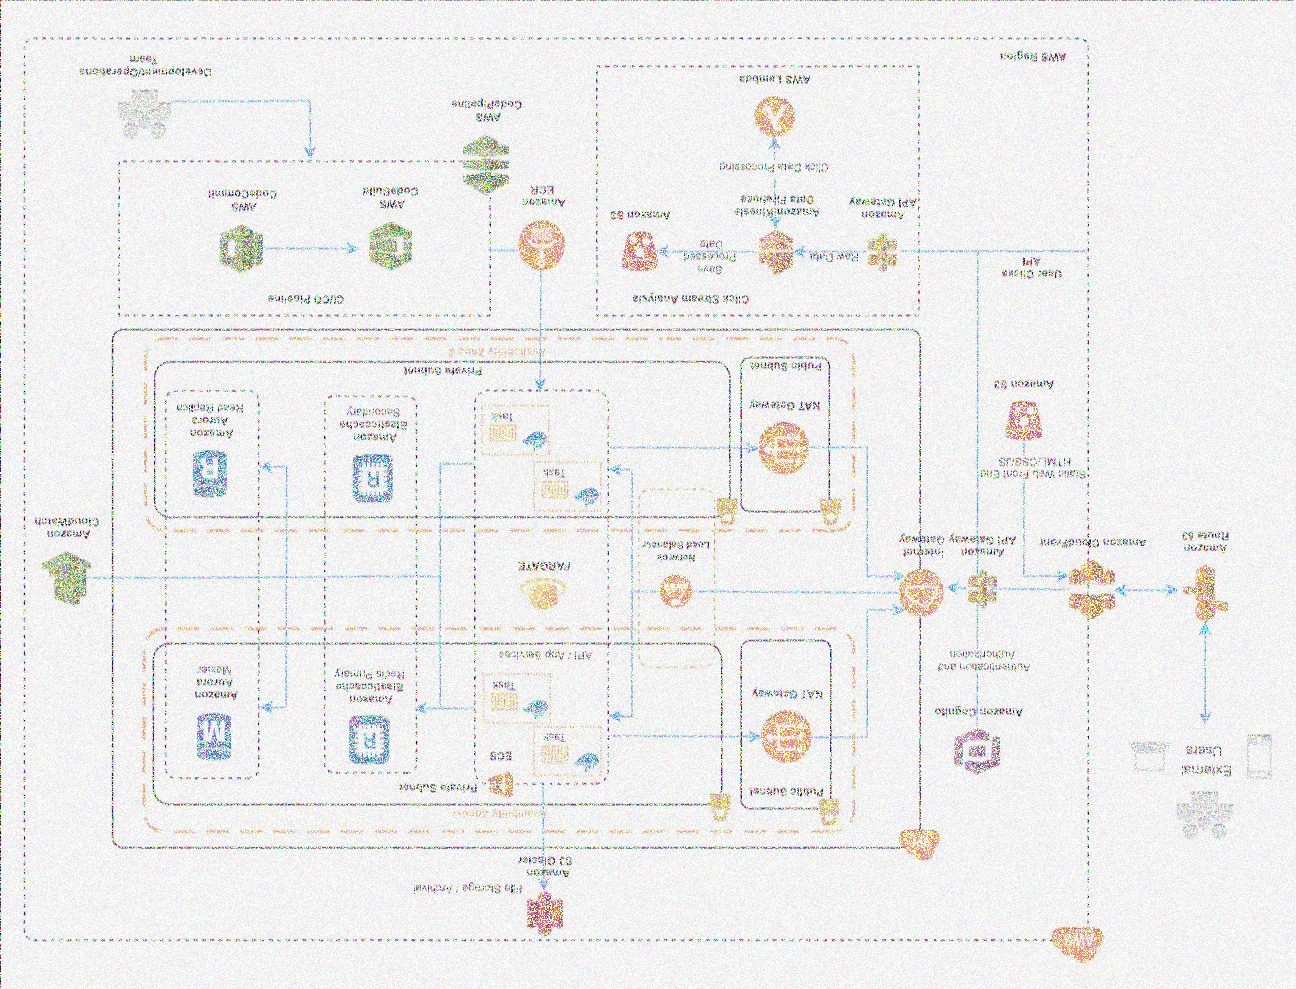 File Storage / Archival
Amazon
S3 Glacier
Public Subnet
Private Subnet
ECS
External
Users
Amazon Cognito
Authentication and
Authorization
NAT Gateway
Task
Task
API / App Services
Amazon
Elasticache
Redis Primary
Amazon
Aurora
Master
Amazon
Route 53
Amazon CloudFront
Amazon
API Gateway
Internet
Gateway
Network
Load Balancer
FARGATE
Amazon
CloudWatch
Static Web Front End
HTML/CSS/JS
Amazon S3
NAT Gateway
Public Subnet
Task
Task
Amazon
Elasticache
Secondary
Amazon
Aurora
Read Replica
Private Subnet
Availability Zone-2
User Clicks
API
Click Stream Analysis
Amazon
API Gateway
Raw Data
Amazon Kinesis
Data Firehose
Save
Processed
Data
Amazon S3
Click Data Processing
AWS Lambda
CI/CD Pipeline
Amazon
ECR
AWS
CodeBuild
AWS
CodeCommit
AWS
CodePipeline
Development/Operations
Team
AWS Region